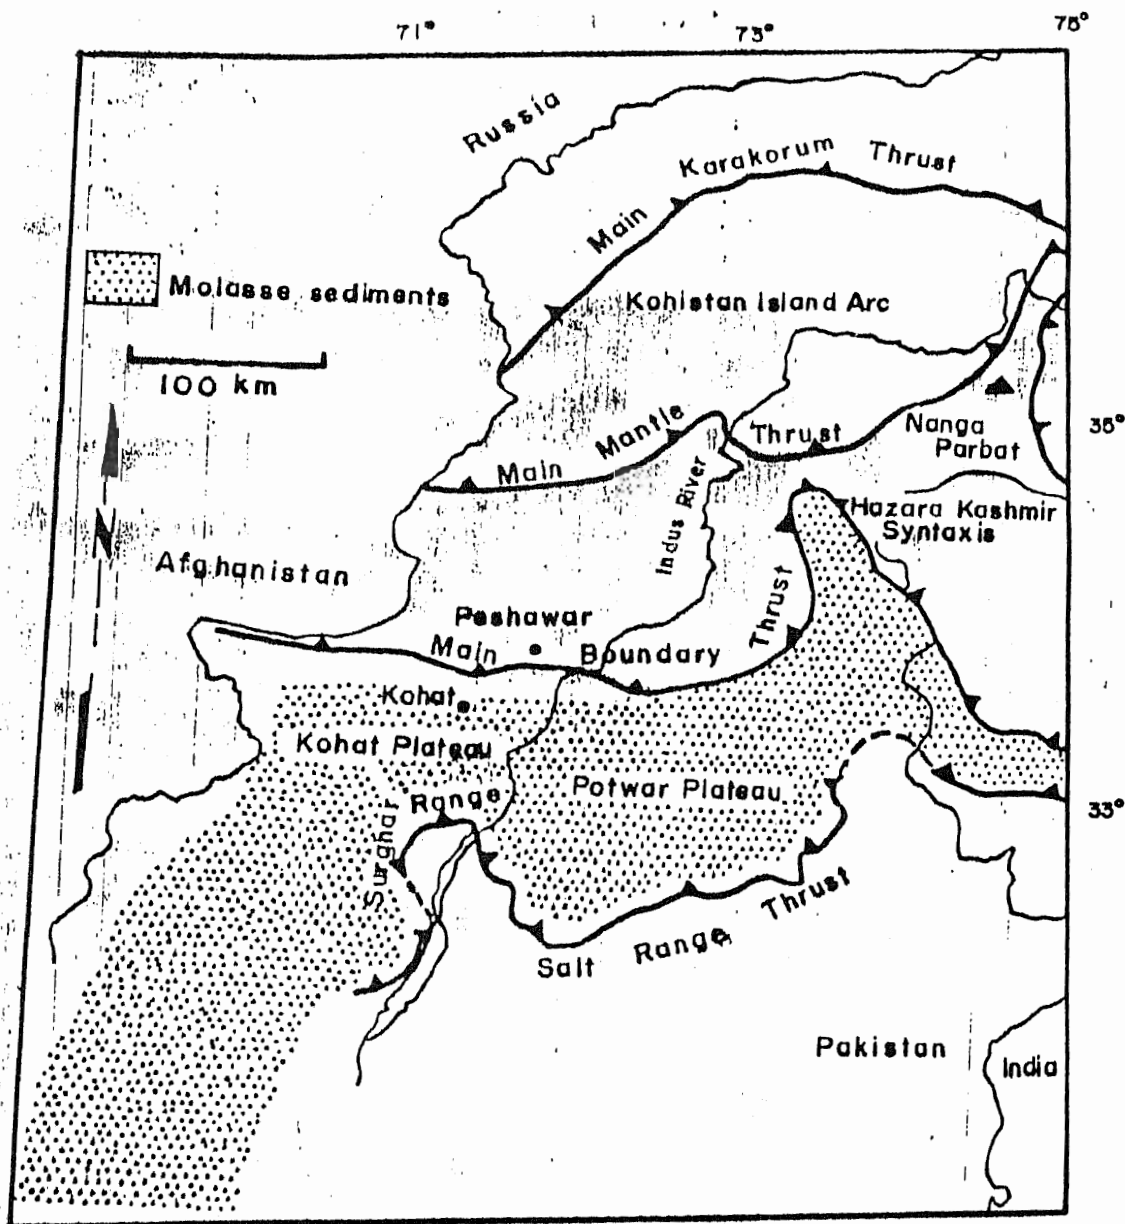 71° 73° 75°
Russia
Main Karakorum Thrust
Molasse sediments
Kohistan Island Arc
100 km
Main Mantle Thrust
Nanga
Parbat
35°
Indus River
Hazara Kashmir
Syntaxis
N
Afghanistan
Peshawar
Main Boundary Thrust
Kohat
Kohat Plateau
Potwar Plateau
33°
Surghar Range
Salt Range Thrust
Pakistan
India